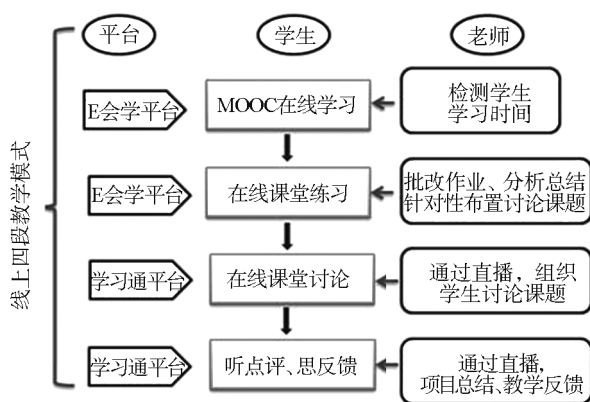 平台
学生
老师
线上四段教学模式
E会学平台
MOOC在线学习
检测学生
学习时间
E会学平台
在线课堂练习
批改作业、分析总结
针对性布置讨论课题
学习通平台
在线课堂讨论
通过直播，组织
学生讨论课题
学习通平台
听点评、思反馈
通过直播，
项目总结、教学反馈